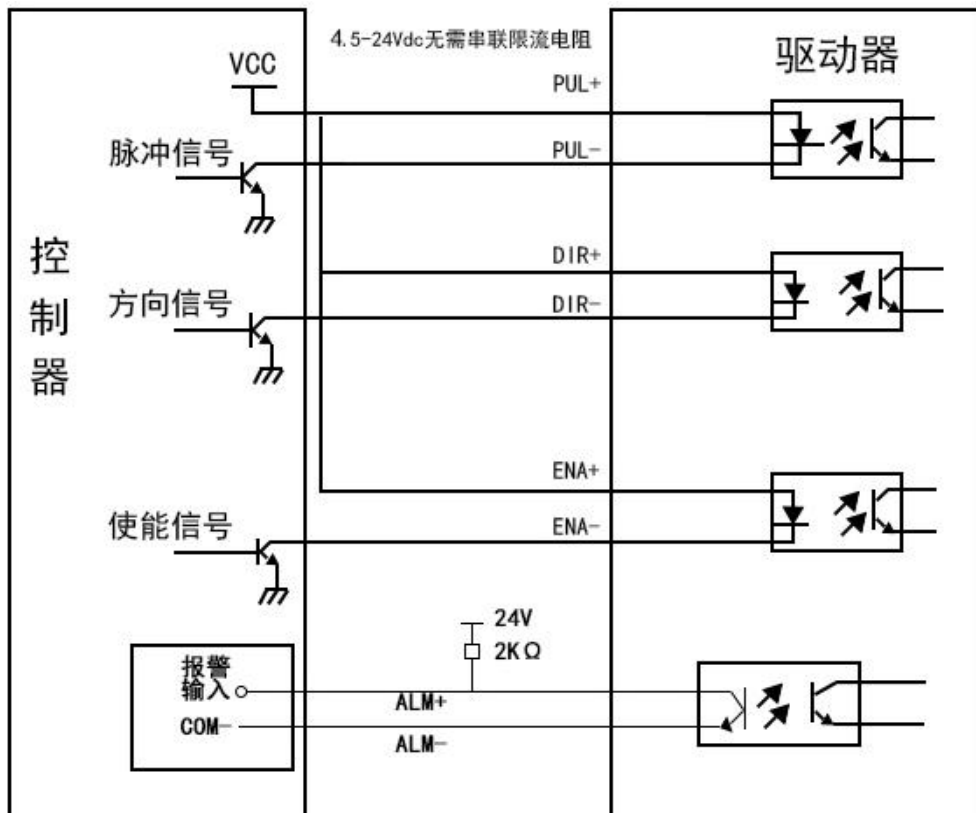 4.5-24Vdc无需串联限流电阻
驱动器
VCC
PUL+
脉冲信号
PUL-
控制器
DIR+
方向信号
DIR-
ENA+
使能信号
ENA-
24V
2KΩ
报警
输入
ALM+
COM-
ALM-